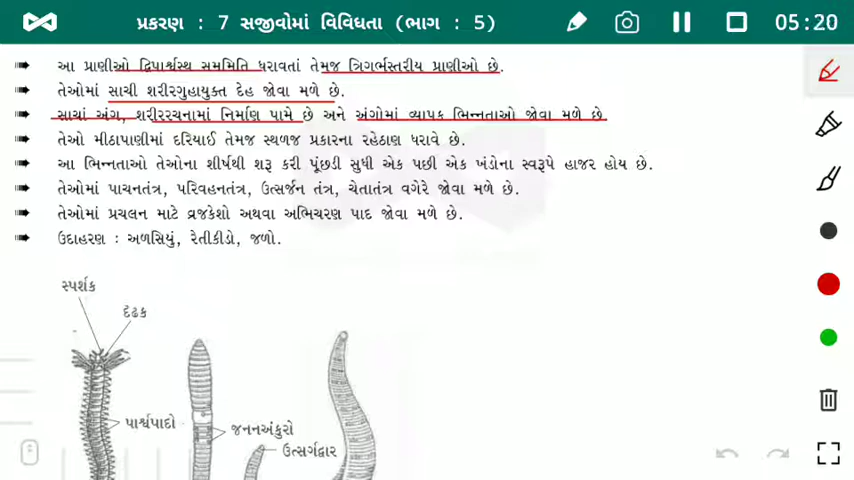 પ્રકરણ : 7 સજીવોમાં વિવિધતા (ભાગ : 5)
05:20
આ પ્રાણીઓ દ્વિપાર્શ્વસ્થ સમમિતિ ધરાવતાં તેમજ ત્રિગર્ભસ્તરીય પ્રાણીઓ છે.
તેઓમાં સાચી શરીરગુહાયુક્ત દેહ જોવા મળે છે.
સાચાં અંગ, શરીરરચનામાં નિર્માણ પામે છે અને અંગોમાં વ્યાપક ભિન્નતાઓ જોવા મળે છે.
તેઓ મીઠાપાણીમાં દરિયાઈ તેમજ સ્થળજ પ્રકારના રહેઠાણ ધરાવે છે.
આ ભિન્નતાઓ તેઓના શીર્ષથી શરૂ કરી પૂંછડી સુધી એક પછી એક ખંડોના સ્વરૂપે હાજર હોય છે.
તેઓમાં પાચનતંત્ર, પરિવહનતંત્ર, ઉત્સર્જન તંત્ર, ચેતાતંત્ર વગેરે જોવા મળે છે.
તેઓમાં પ્રચલન માટે વ્રજકેશો અથવા અભિચરણ પાદ જોવા મળે છે.
ઉદાહરણ : અળસિયું, રેતીકીડો, જળો.
સ્પર્શક
દૈહક
પાર્શ્વપાદો
જનનઅંકુરો
ઉત્સર્ગદ્વાર